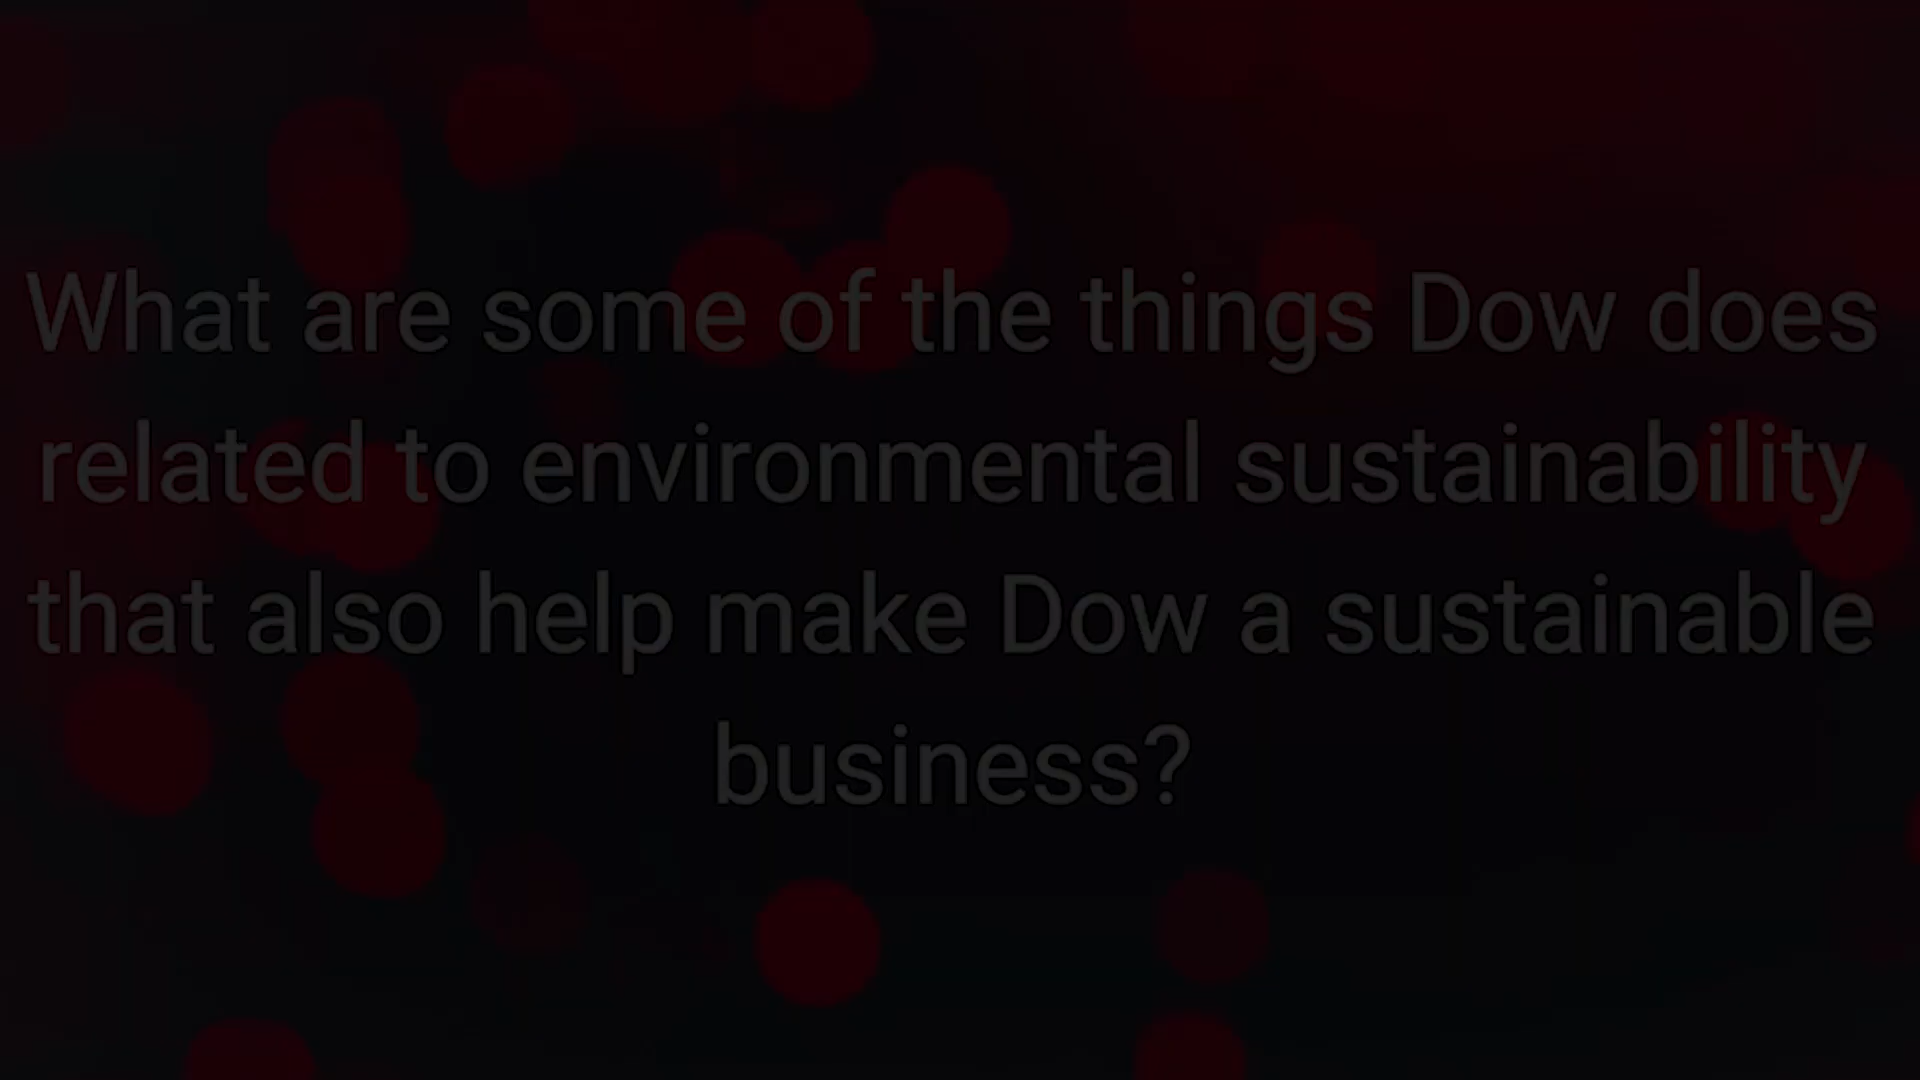 What are some of the things Dow does
related to environmental sustainability
that also help make Dow a sustainable
business?